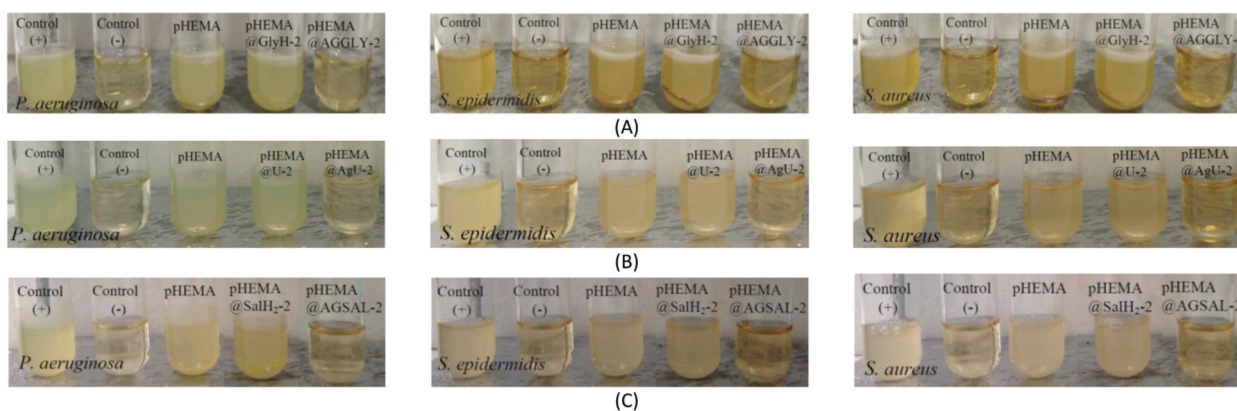 Control (+) Control (-) pHEMA pHEMA @GlyH-2 pHEMA @AGGLY-2
P. aeruginosa
Control (+) Control (-) pHEMA pHEMA @GlyH-2 pHEMA @AGGLY-2
S. epidermidis
Control (+) Control (-) pHEMA pHEMA @GlyH-2 pHEMA @AGGLY-2
S. aureus
(A)
Control (+) Control (-) pHEMA pHEMA @U-2 pHEMA @AgU-2
P. aeruginosa
Control (+) Control (-) pHEMA pHEMA @U-2 pHEMA @AgU-2
S. epidermidis
Control (+) Control (-) pHEMA pHEMA @U-2 pHEMA @AgU-2
S. aureus
(B)
Control (+) Control (-) pHEMA pHEMA @SalH₂-2 pHEMA @AGSAL-2
P. aeruginosa
Control (+) Control (-) pHEMA pHEMA @SalH₂-2 pHEMA @AGSAL-2
S. epidermidis
Control (+) Control (-) pHEMA pHEMA @SalH₂-2 pHEMA @AGSAL-2
S. aureus
(C)